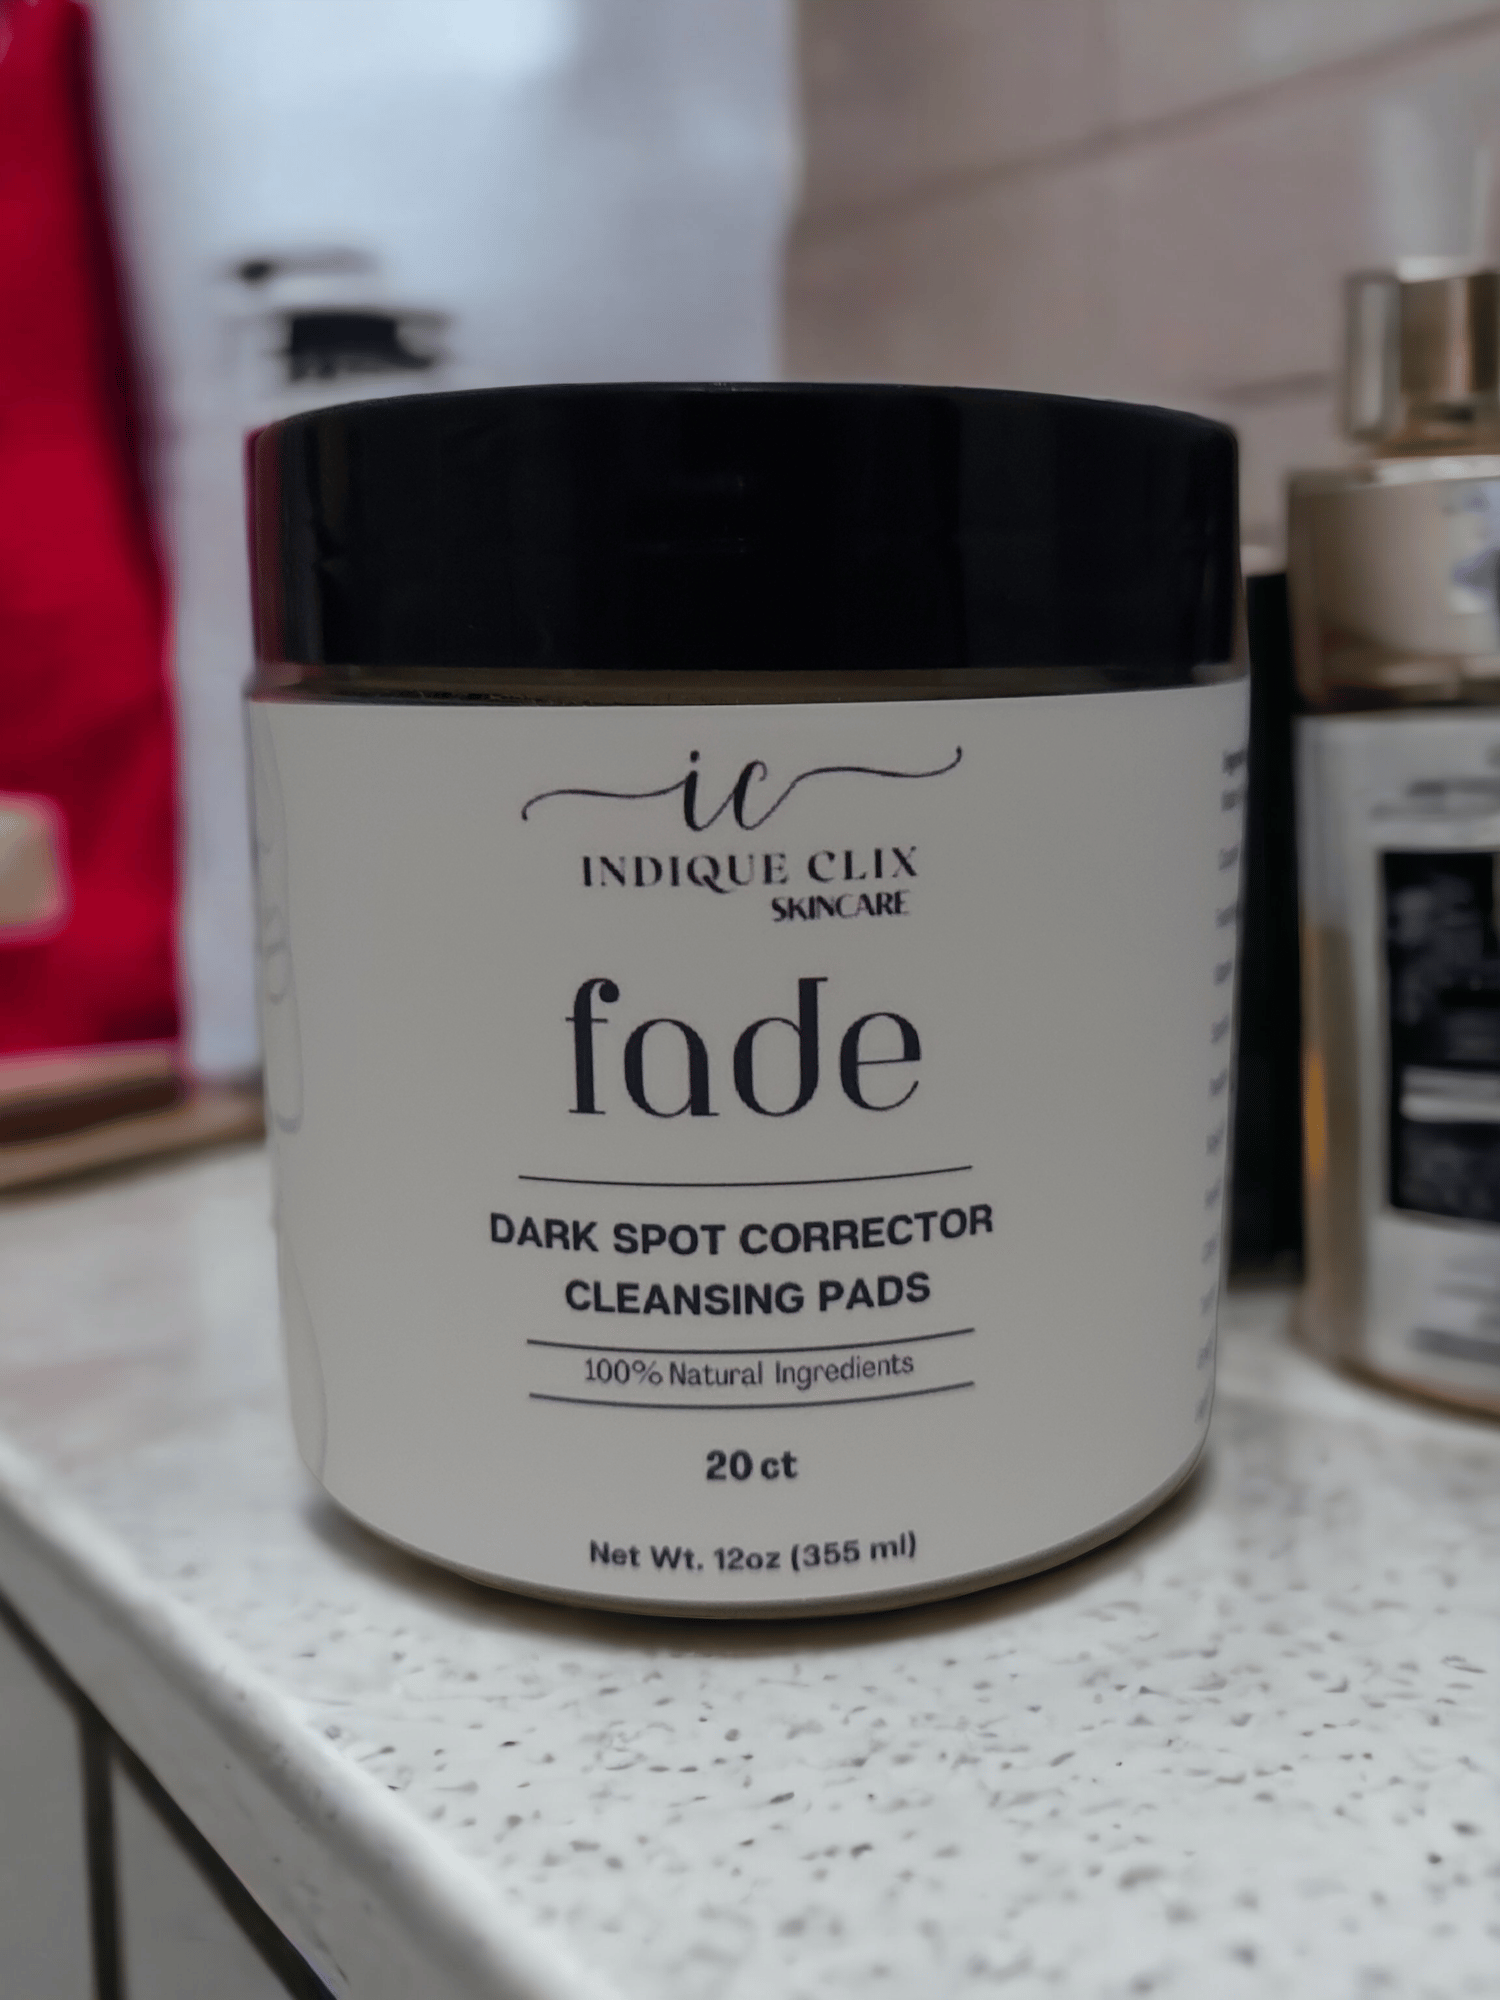 ic
INDIQUE CLIX
SKINCARE
fade
DARK SPOT CORRECTOR
CLEANSING PADS
100% Natural Ingredients
20 ct
Net Wt. 12oz (355 ml)